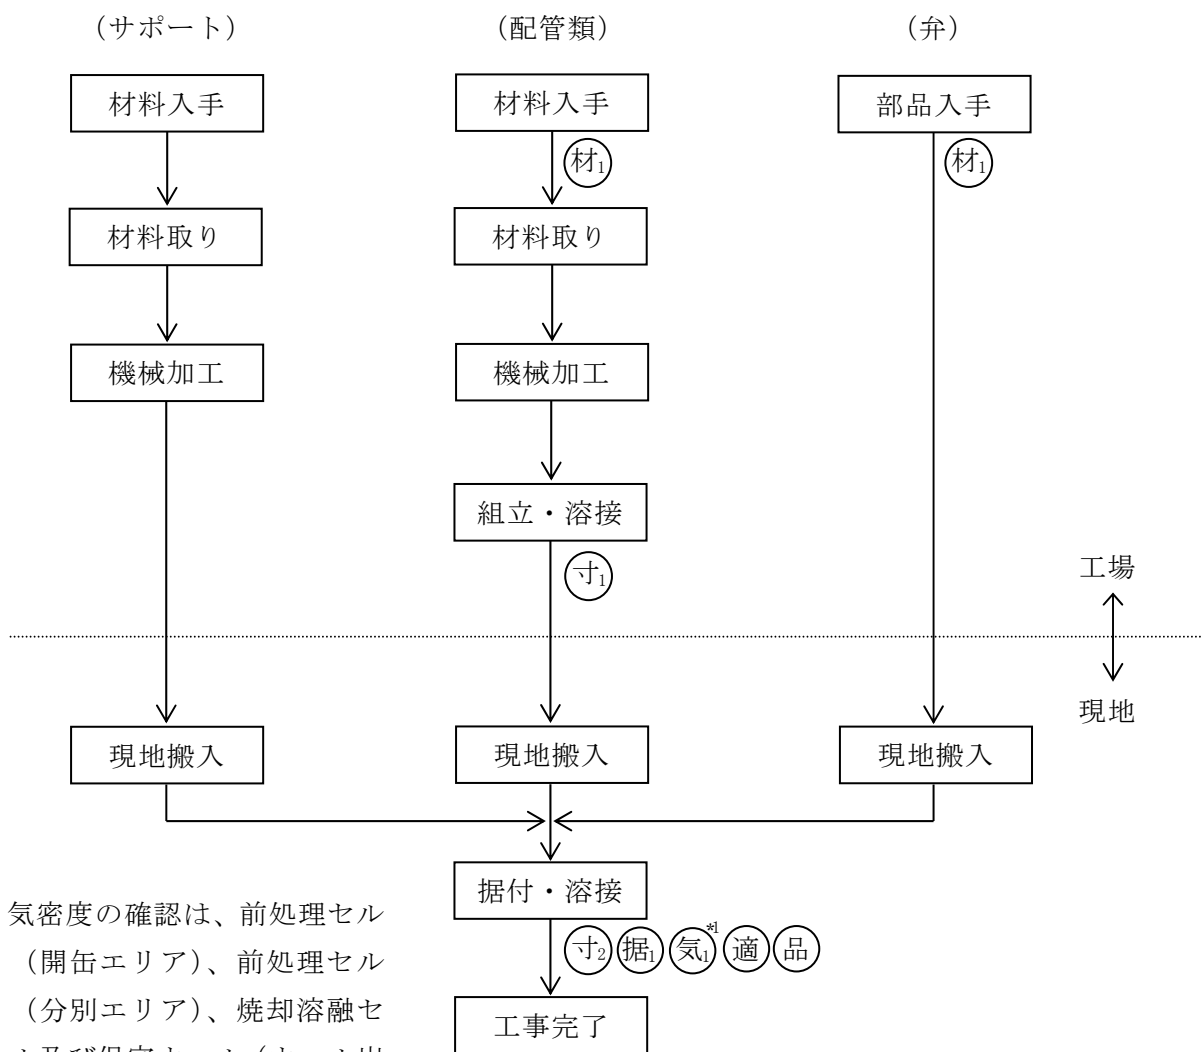 (サポート)
(配管類)
(弁)
材料入手
材料入手
部品入手
材1
材1
材料取り
材料取り
機械加工
機械加工
組立・溶接
寸1
工場
現地
現地搬入
現地搬入
現地搬入
据付・溶接
寸2 据1 気1 *1 適 品
工事完了
気密度の確認は、前処理セル
(開缶エリア)、前処理セル
(分別エリア)、焼却溶融セ